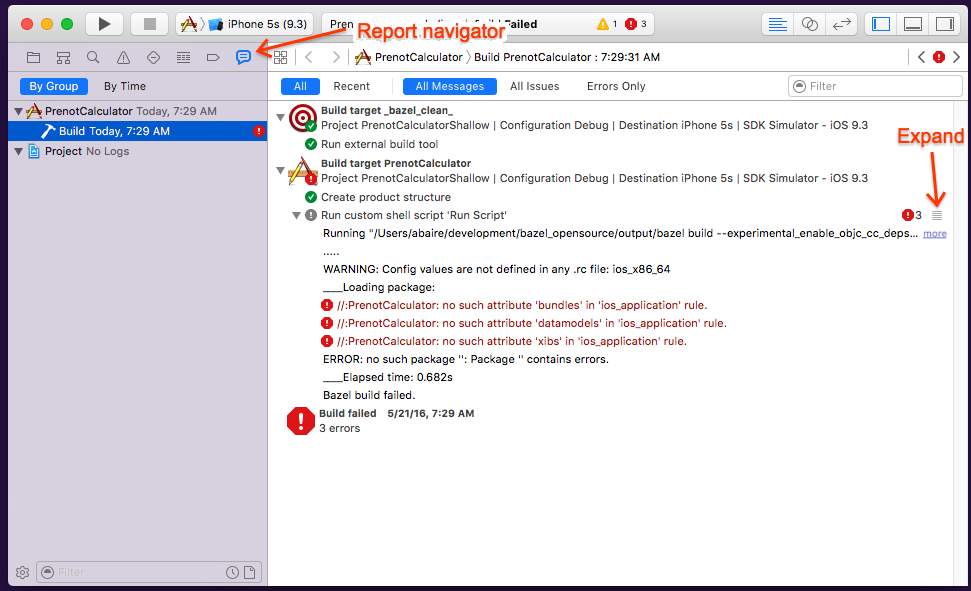 iPhone 5s (9.3)
Pren
Build Failed
1
3
Report navigator
PrenotCalculator
Build PrenotCalculator : 7:29:31 AM
By Group
By Time
All
Recent
All Messages
All Issues
Errors Only
Filter
PrenotCalculator Today, 7:29 AM
Build Today, 7:29 AM
Project No Logs
Build target _bazel_clean_
Project PrenotCalculatorShallow | Configuration Debug | Destination iPhone 5s | SDK Simulator - iOS 9.3
Run external build tool
Expand
Build target PrenotCalculator
Project PrenotCalculatorShallow | Configuration Debug | Destination iPhone 5s | SDK Simulator - iOS 9.3
Create product structure
Run custom shell script 'Run Script'
3
Running "/Users/abaire/development/bazel_opensource/output/bazel build --experimental_enable_objc_cc_deps... more
.....
WARNING: Config values are not defined in any .rc file: ios_x86_64
____Loading package:
//:PrenotCalculator: no such attribute 'bundles' in 'ios_application' rule.
//:PrenotCalculator: no such attribute 'datamodels' in 'ios_application' rule.
//:PrenotCalculator: no such attribute 'xibs' in 'ios_application' rule.
ERROR: no such package '': Package '' contains errors.
____Elapsed time: 0.682s
Bazel build failed.
Build failed 5/21/16, 7:29 AM
3 errors
Filter